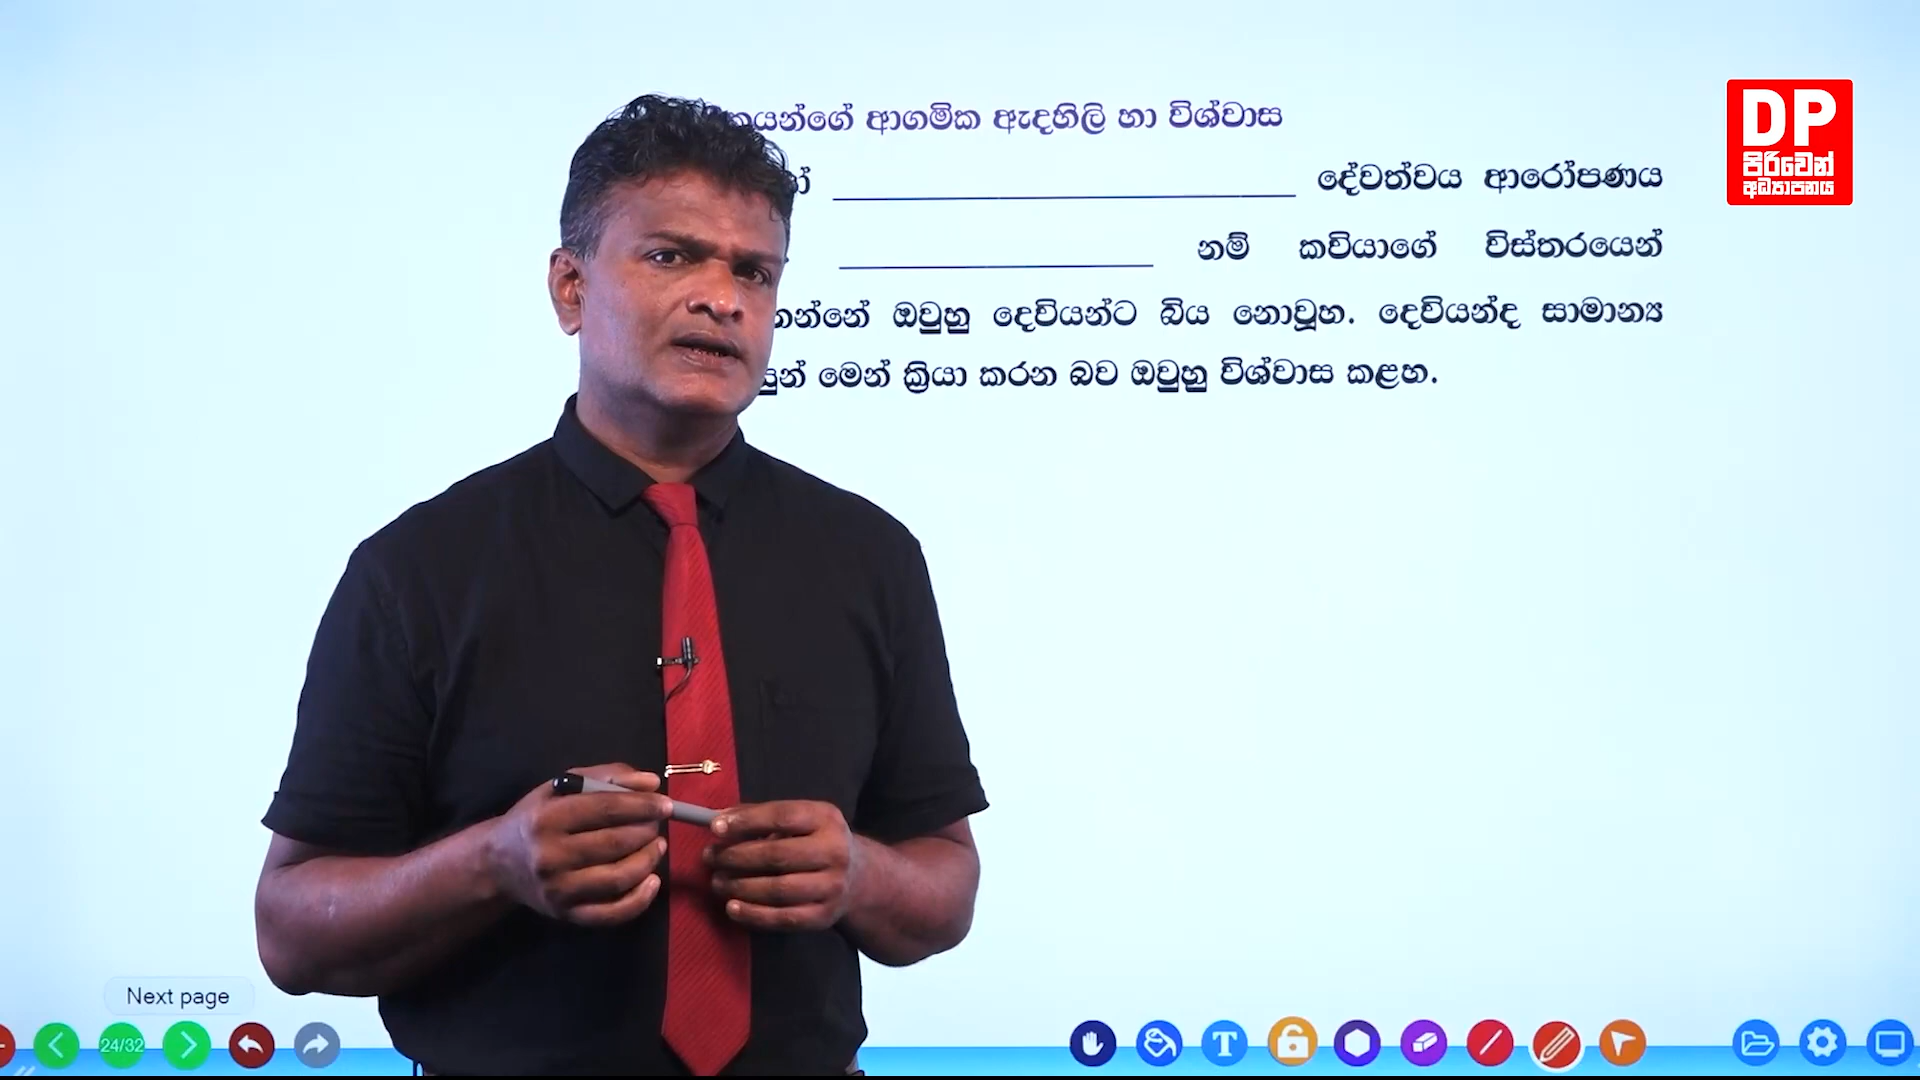 ආගමික ඇදහිලි හා විශ්වාස
දේවත්වය ආරෝපණය
නම් කවියාගේ විස්තරයෙන්
ඔවුහු දෙවියන්ට බිය නොවූහ. දෙවියන්ද සාමාන්‍ය
මෙන් ක්‍රියා කරන බව ඔවුහු විශ්වාස කළහ.
DP
පිරිවෙන්
අධ්‍යාපනය
Next page
24/32
T